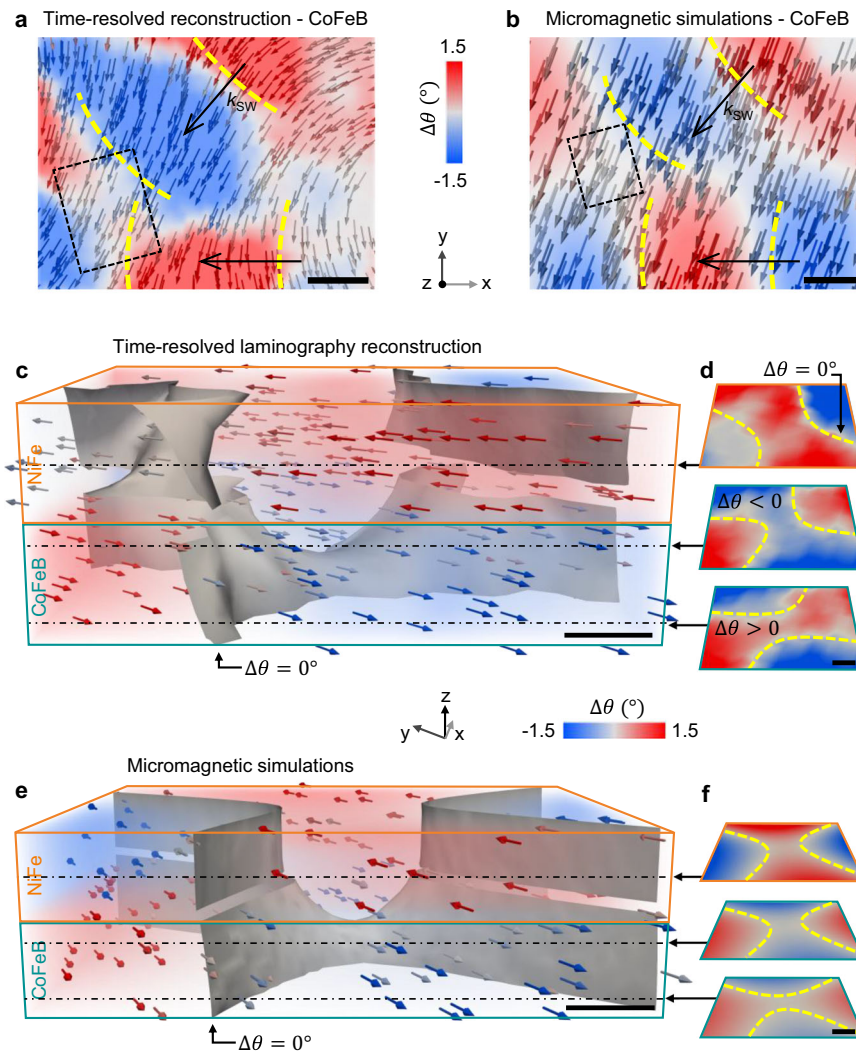 a
Time-resolved reconstruction - CoFeB
b
Micromagnetic simulations - CoFeB
1.5
Δθ (°)
-1.5
k_SW
k_SW
y
z
x
Time-resolved laminography reconstruction
c
d
Δθ = 0°
NiFe
CoFeB
Δθ < 0
Δθ > 0
Δθ = 0°
z
y
x
Δθ (°)
-1.5
1.5
Micromagnetic simulations
e
f
NiFe
CoFeB
Δθ = 0°